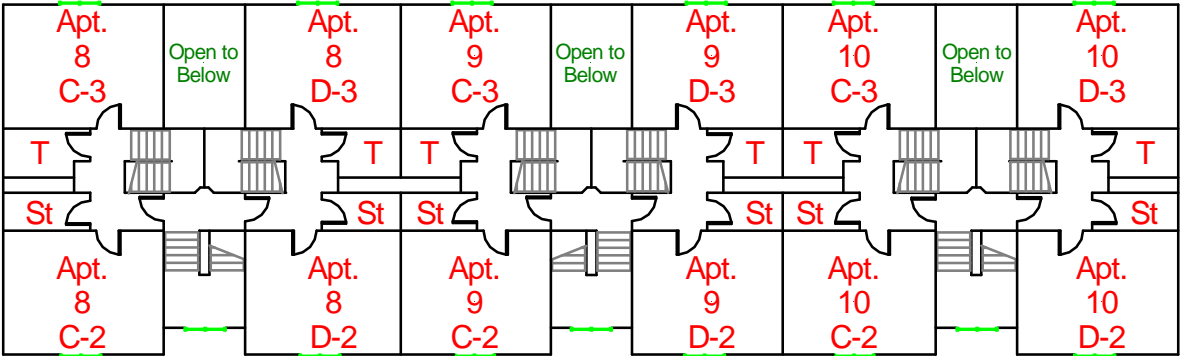 Apt.
8
C-3
Open to
Below
Apt.
8
D-3
Apt.
9
C-3
Open to
Below
Apt.
9
D-3
Apt.
10
C-3
Open to
Below
Apt.
10
D-3
T
T
T
T
T
T
St
St
St
St
St
St
Apt.
8
C-2
Apt.
8
D-2
Apt.
9
C-2
Apt.
9
D-2
Apt.
10
C-2
Apt.
10
D-2